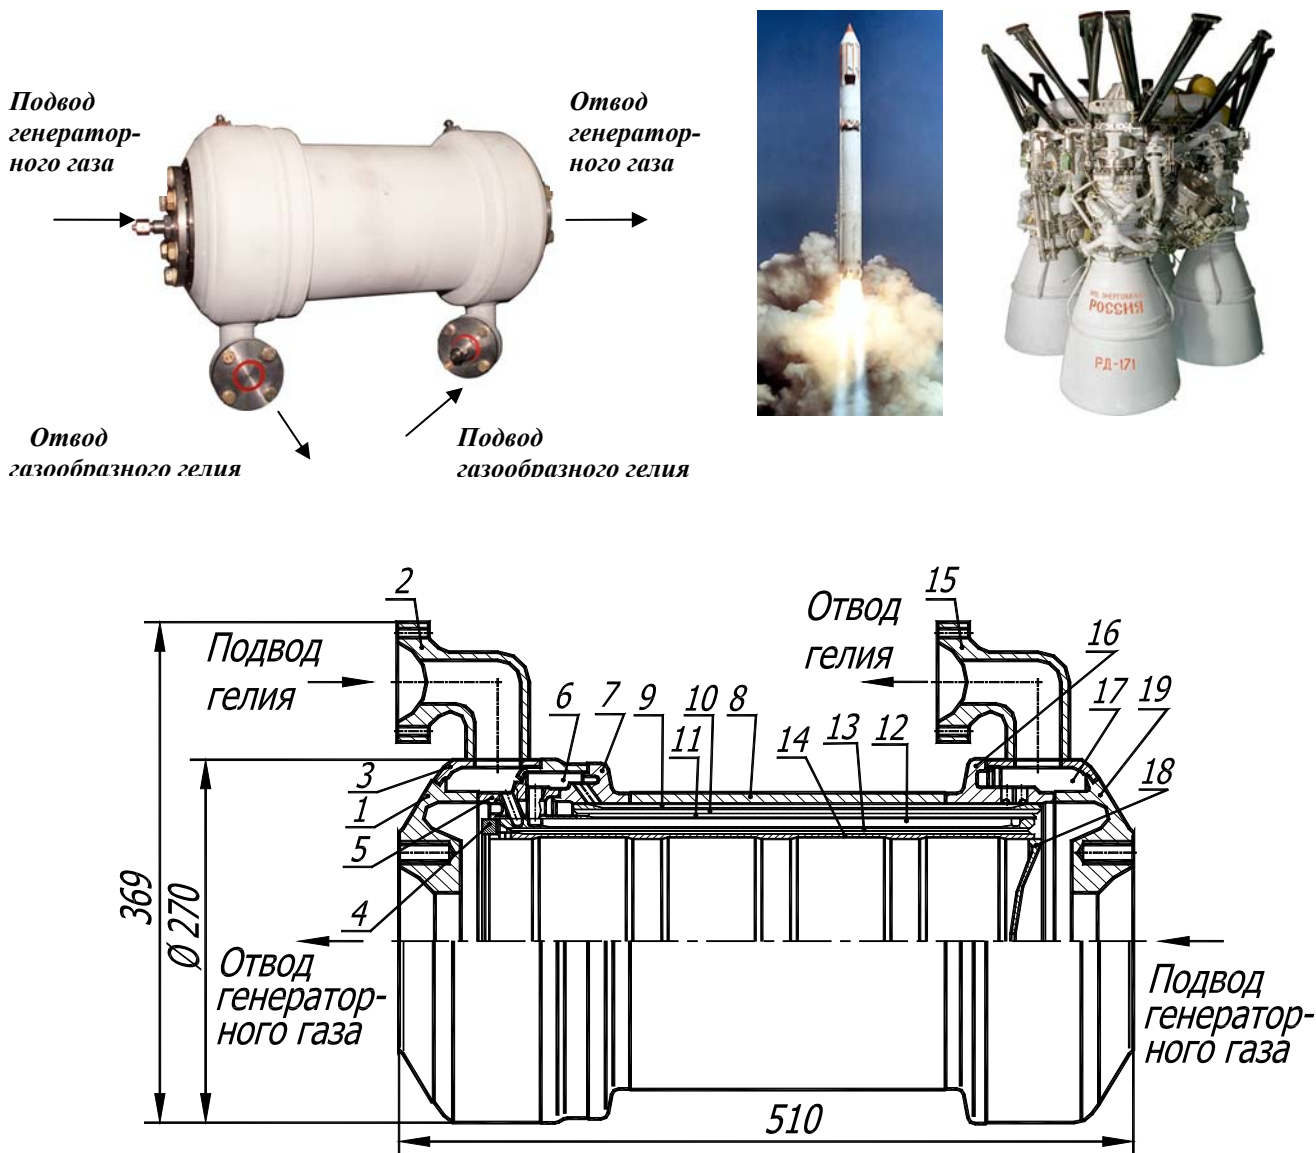 Подвод
генератор-
ного газа
Отвод
генератор-
ного газа
Отвод
газообразного гелия
Подвод
газообразного гелия
РОССИЯ
РД-171
2
15
Подвод
гелия
Отвод
гелия
16
6
7
9
10
8
11
14
13
12
17
19
18
3
1
5
4
369
Ø 270
Отвод
генератор-
ного газа
Подвод
генератор-
ного газа
510